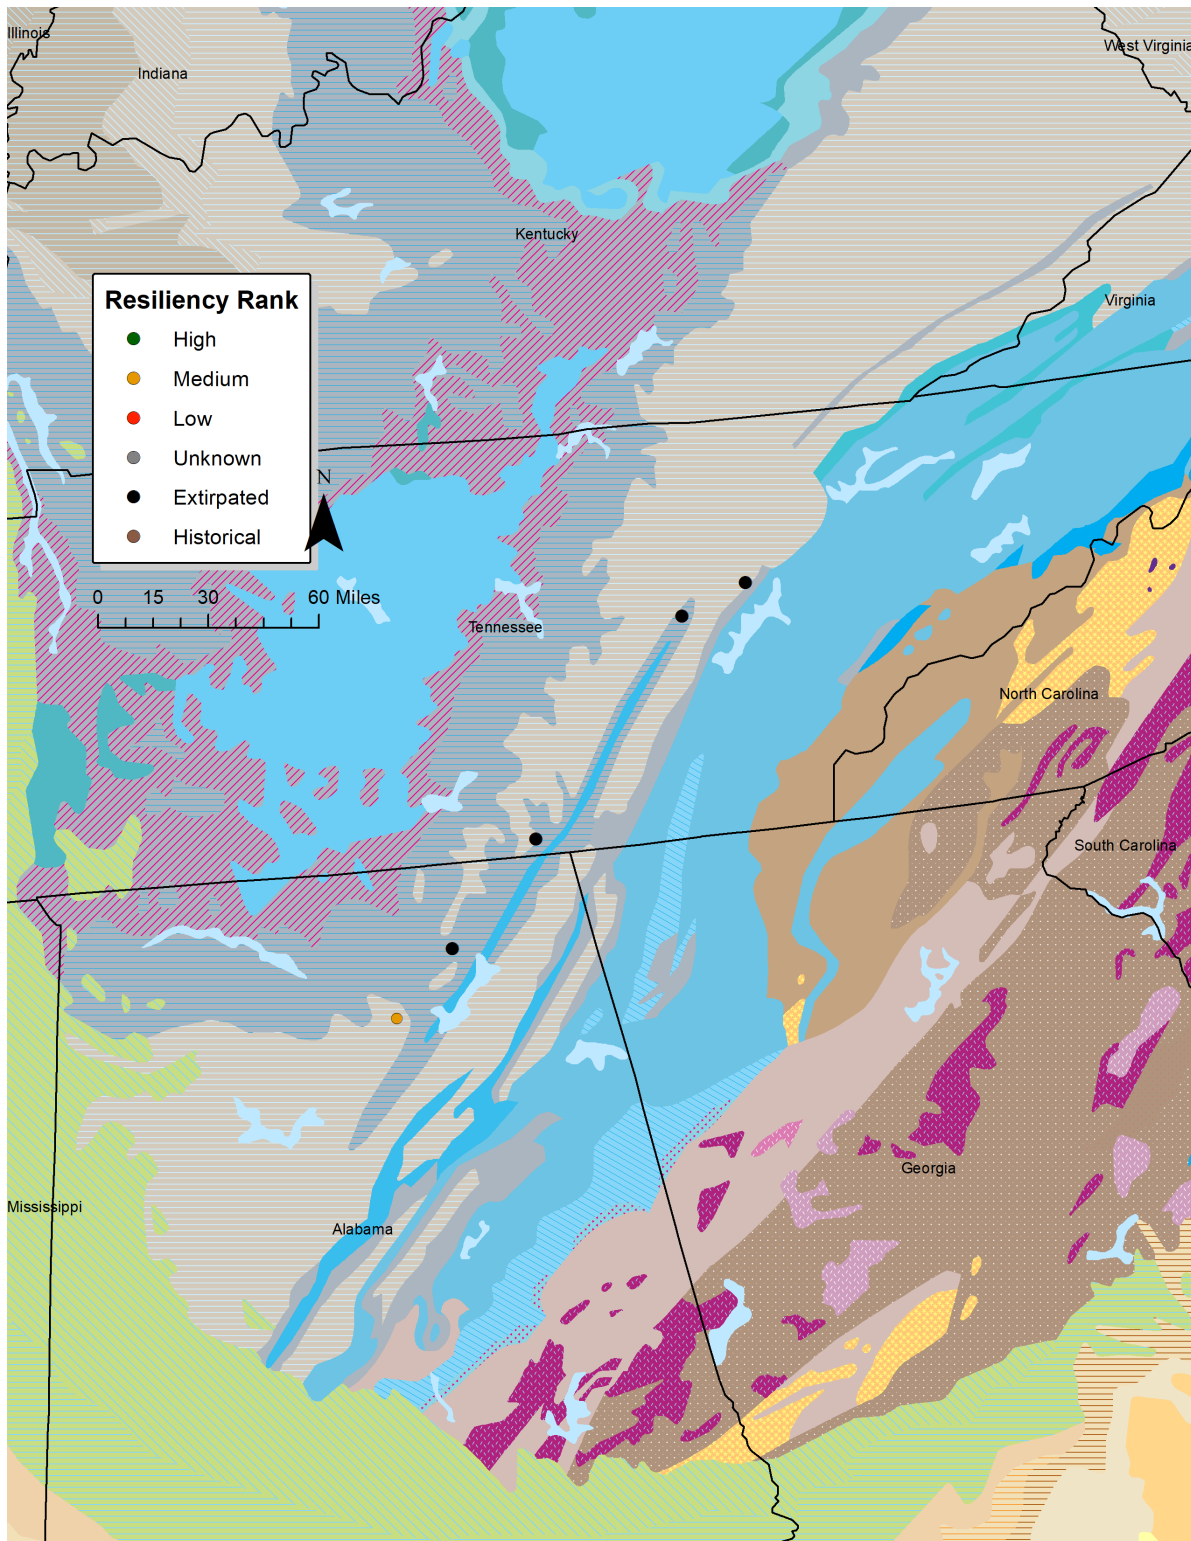 Illinois
West Virginia
Indiana
Kentucky
Resiliency Rank
Virginia
High
Medium
Low
Unknown
N
Extirpated
Historical
0 15 30 60 Miles
Tennessee
North Carolina
South Carolina
Georgia
Mississippi
Alabama